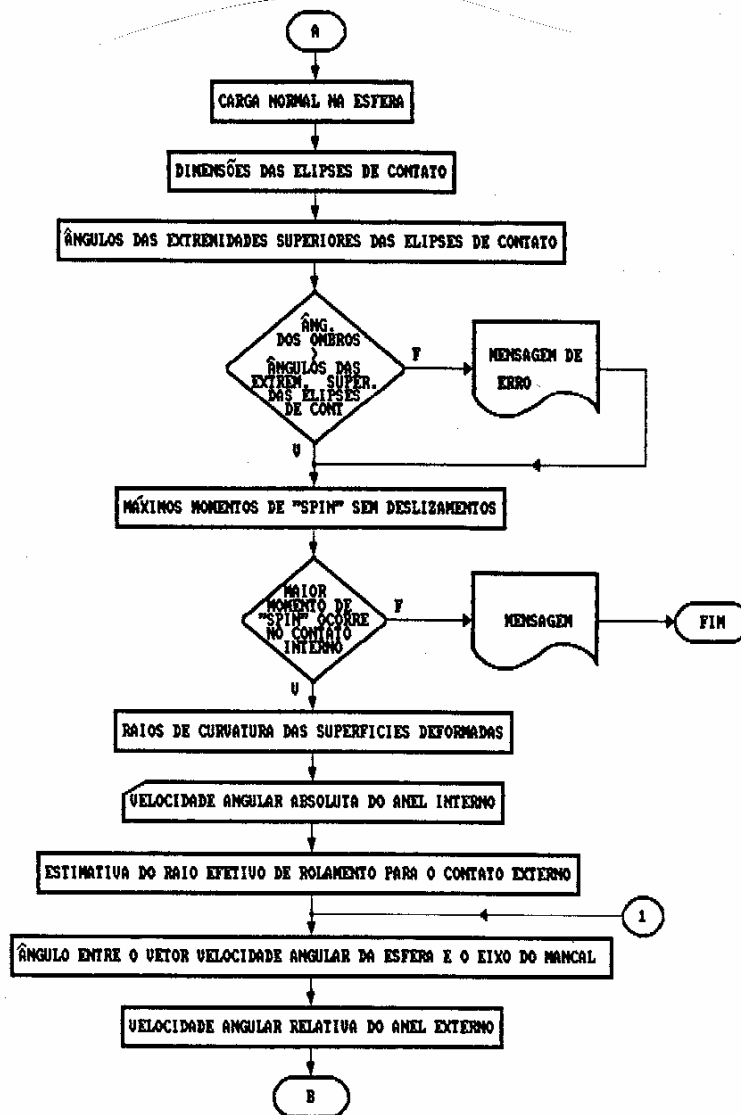 A
CARGA NORMAL NA ESFERA
DIMENSÕES DAS ELIPSES DE CONTATO
ÂNGULOS DAS EXTREMIDADES SUPERIORES DAS ELIPSES DE CONTATO
ÂNG.
DOS OMBROS
>
ÂNGULOS DAS
EXTREM. SUPER.
DAS ELIPSES
DE CONT
F
MENSAGEM DE
ERRO
V
MÁXIMOS MOMENTOS DE "SPIN" SEM DESLIZAMENTOS
MAIOR
MOMENTO DE
"SPIN" OCORRE
NO CONTATO
INTERNO
F
MENSAGEM
FIM
V
RAIOS DE CURVATURA DAS SUPERFICIES DEFORMADAS
VELOCIDADE ANGULAR ABSOLUTA DO ANEL INTERNO
ESTIMATIVA DO RAIO EFETIVO DE ROLAMENTO PARA O CONTATO EXTERNO
1
ÂNGULO ENTRE O VETOR VELOCIDADE ANGULAR DA ESFERA E O EIXO DO MANCAL
VELOCIDADE ANGULAR RELATIVA DO ANEL EXTERNO
B